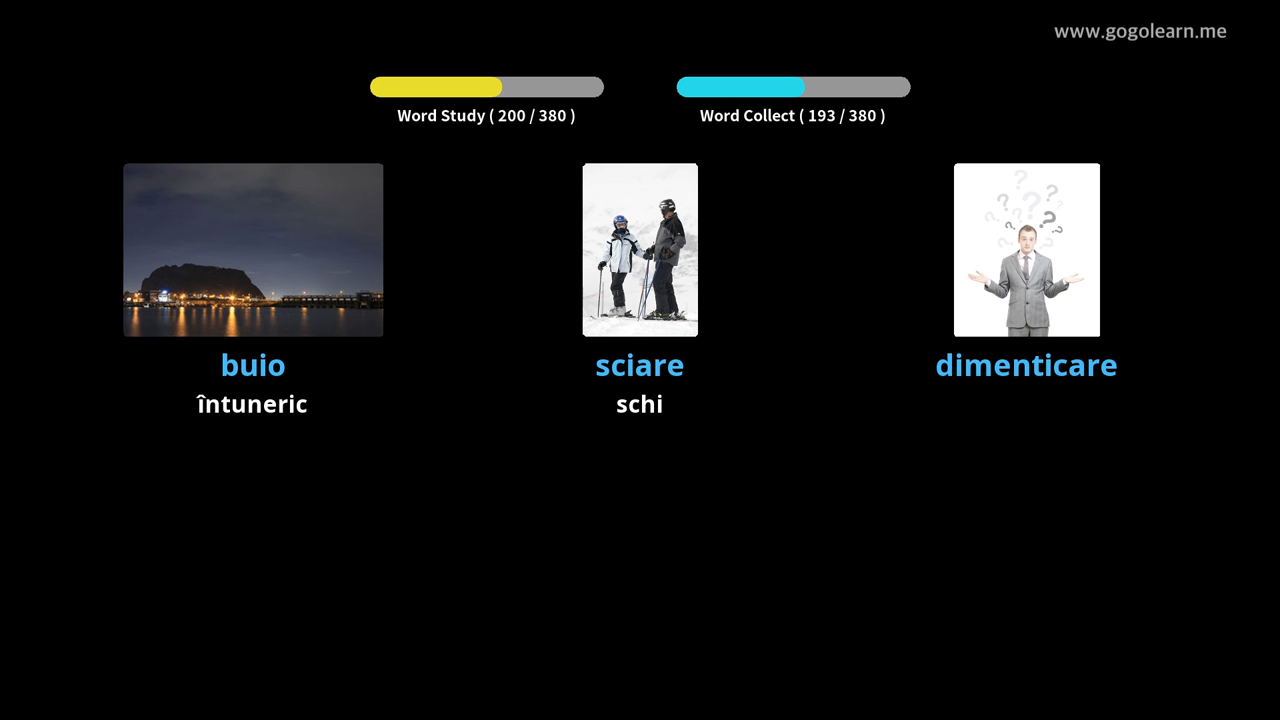 www.gogolearn.me
Word Study ( 200 / 380 )
Word Collect ( 193 / 380 )
buio
sciare
dimenticare
întuneric
schi